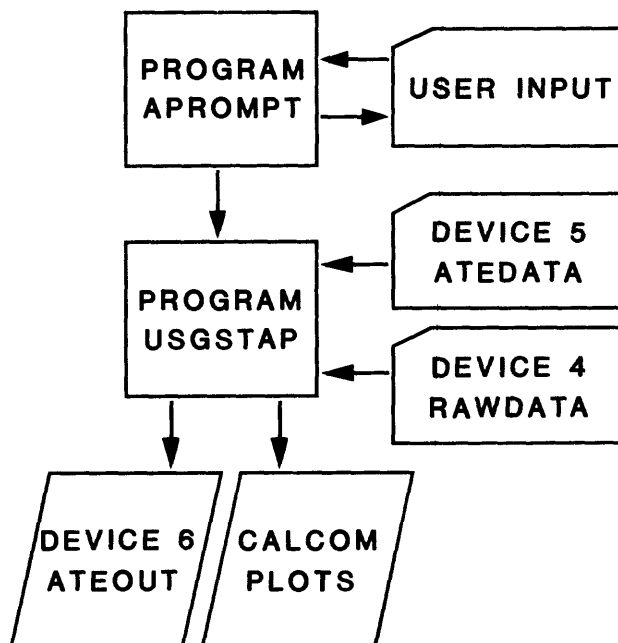 PROGRAM
APROMPT
USER INPUT
PROGRAM
USGSTAP
DEVICE 5
ATEDATA
DEVICE 4
RAWDATA
DEVICE 6
ATEOUT
CALCOM
PLOTS